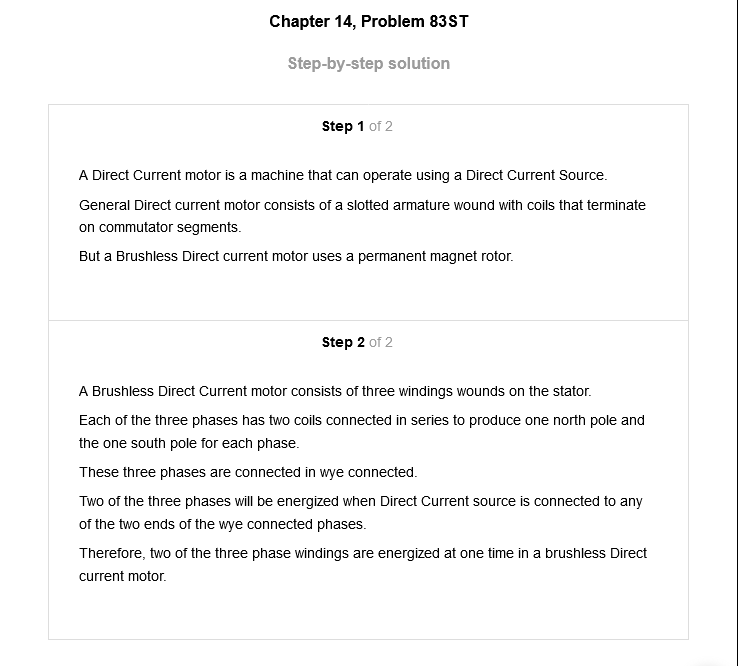 Chapter 14, Problem 83ST
Step-by-step solution
Step 1 of 2
A Direct Current motor is a machine that can operate using a Direct Current Source.
General Direct current motor consists of a slotted armature wound with coils that terminate
on commutator segments.
But a Brushless Direct current motor uses a permanent magnet rotor.
Step 2 of 2
A Brushless Direct Current motor consists of three windings wounds on the stator.
Each of the three phases has two coils connected in series to produce one north pole and
the one south pole for each phase.
These three phases are connected in wye connected.
Two of the three phases will be energized when Direct Current source is connected to any
of the two ends of the wye connected phases.
Therefore, two of the three phase windings are energized at one time in a brushless Direct
current motor.